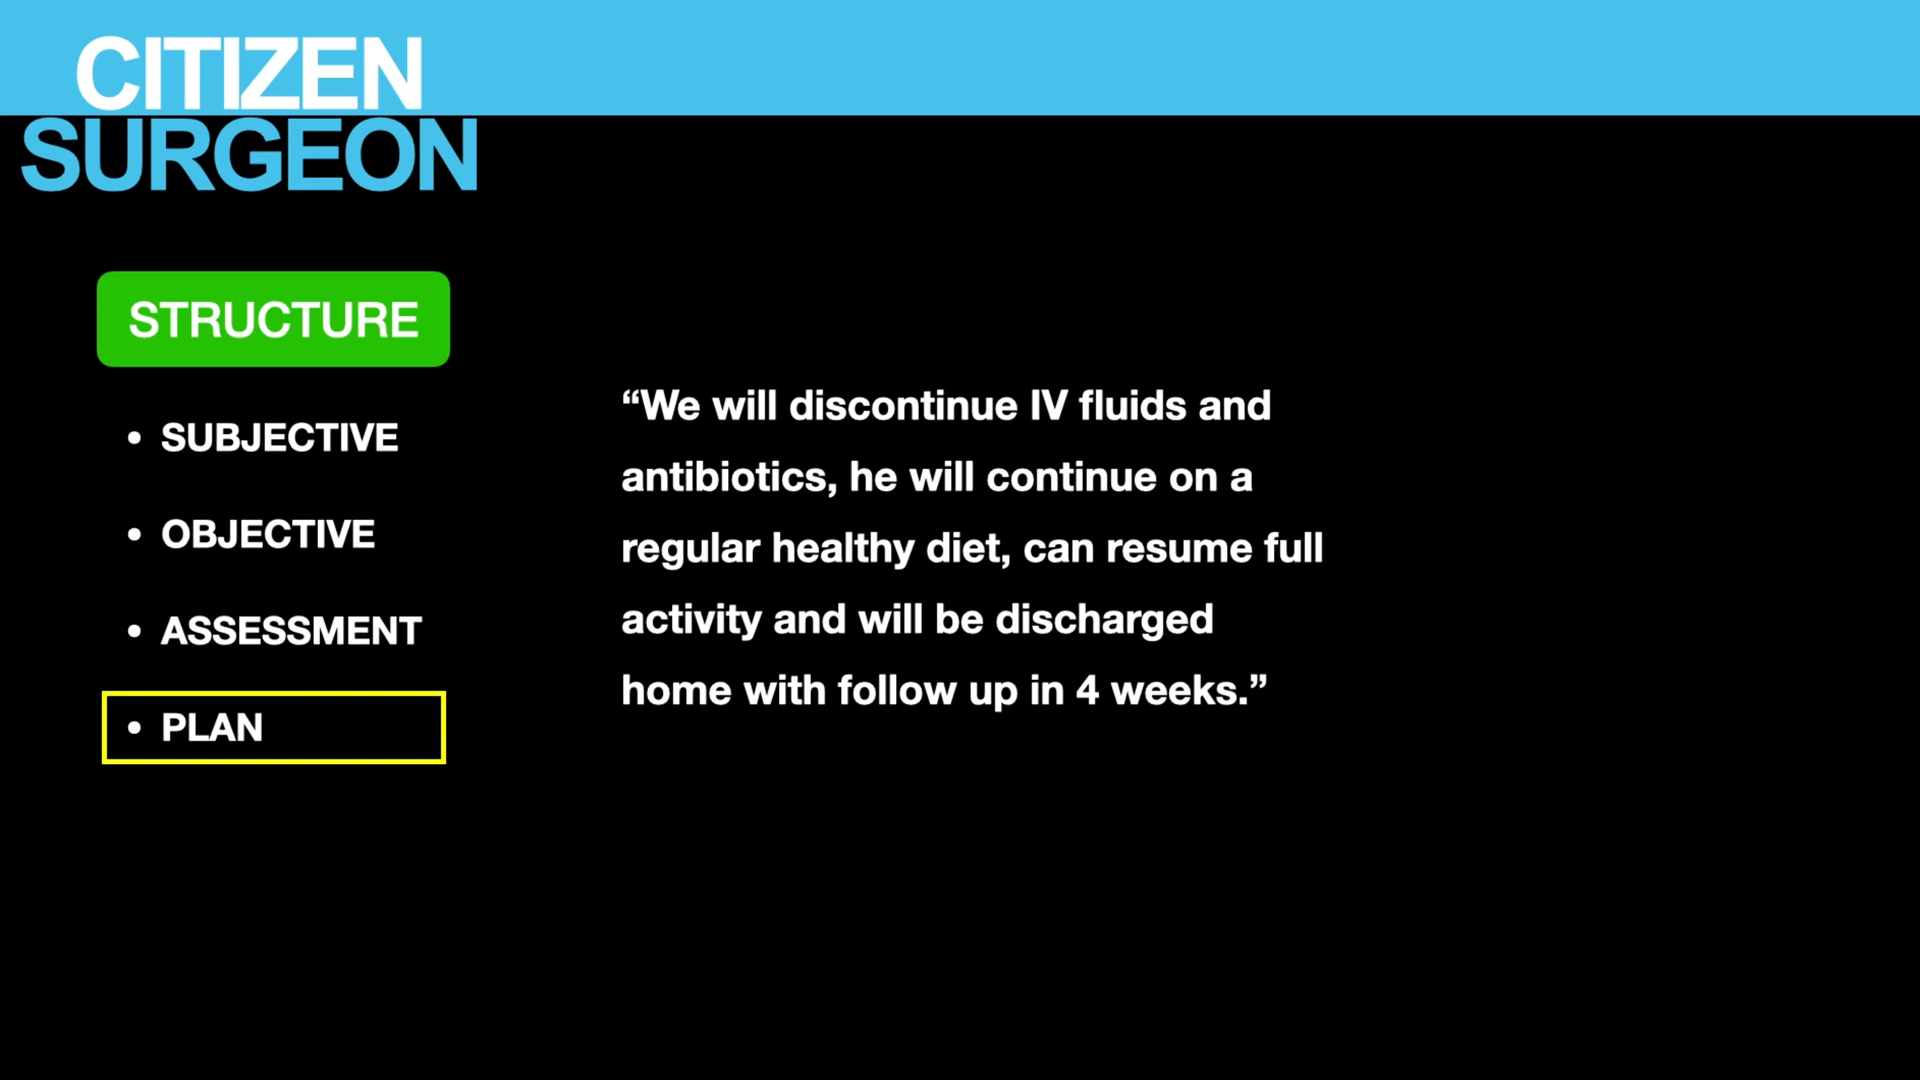 CITIZEN
SURGEON
STRUCTURE
• SUBJECTIVE
• OBJECTIVE
• ASSESSMENT
• PLAN
“We will discontinue IV fluids and
antibiotics, he will continue on a
regular healthy diet, can resume full
activity and will be discharged
home with follow up in 4 weeks.”